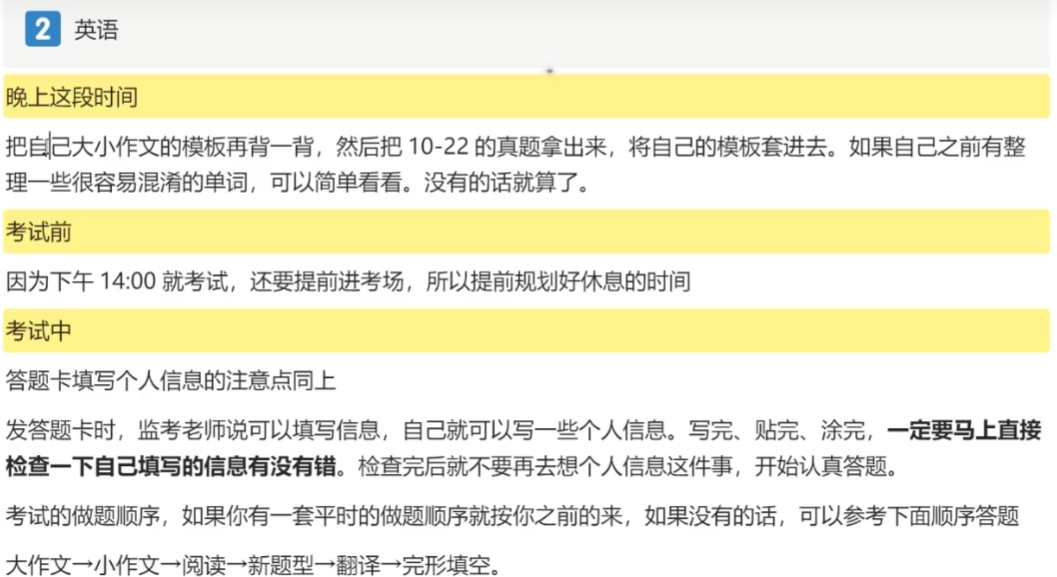 2 英语
晚上这段时间
把自己大小作文的模板再背一背，然后把 10-22 的真题拿出来，将自己的模板套进去。如果自己之前有整
理一些很容易混淆的单词，可以简单看看。没有的话就算了。
考试前
因为下午 14:00 就考试，还要提前进考场，所以提前规划好休息的时间
考试中
答题卡填写个人信息的注意点同上
发答题卡时，监考老师说可以填写信息，自己就可以写一些个人信息。写完、贴完、涂完，一定要马上直接
检查一下自己填写的信息有没有错。检查完后就不要再去想个人信息这件事，开始认真答题。
考试的做题顺序，如果你有一套平时的做题顺序就按你之前的来，如果没有的话，可以参考下面顺序答题
大作文→小作文→阅读→新题型→翻译→完形填空。